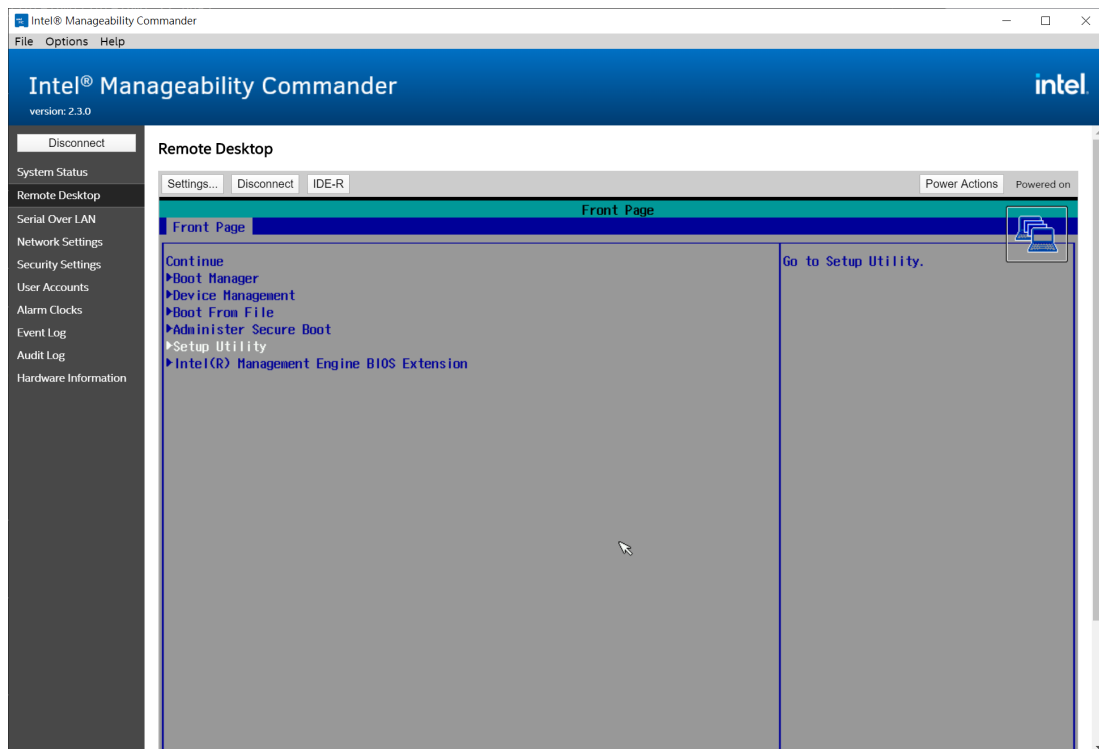 Intel® Manageability Commander
File Options Help
Intel® Manageability Commander
intel.
version: 2.3.0
Disconnect
System Status
Remote Desktop
Serial Over LAN
Network Settings
Security Settings
User Accounts
Alarm Clocks
Event Log
Audit Log
Hardware Information
Remote Desktop
Settings... Disconnect IDE-R Power Actions Powered on
Front Page
Front Page
Continue
Boot Manager
Device Management
Boot From File
Administer Secure Boot
Setup Utility
Intel(R) Management Engine BIOS Extension
Go to Setup Utility.